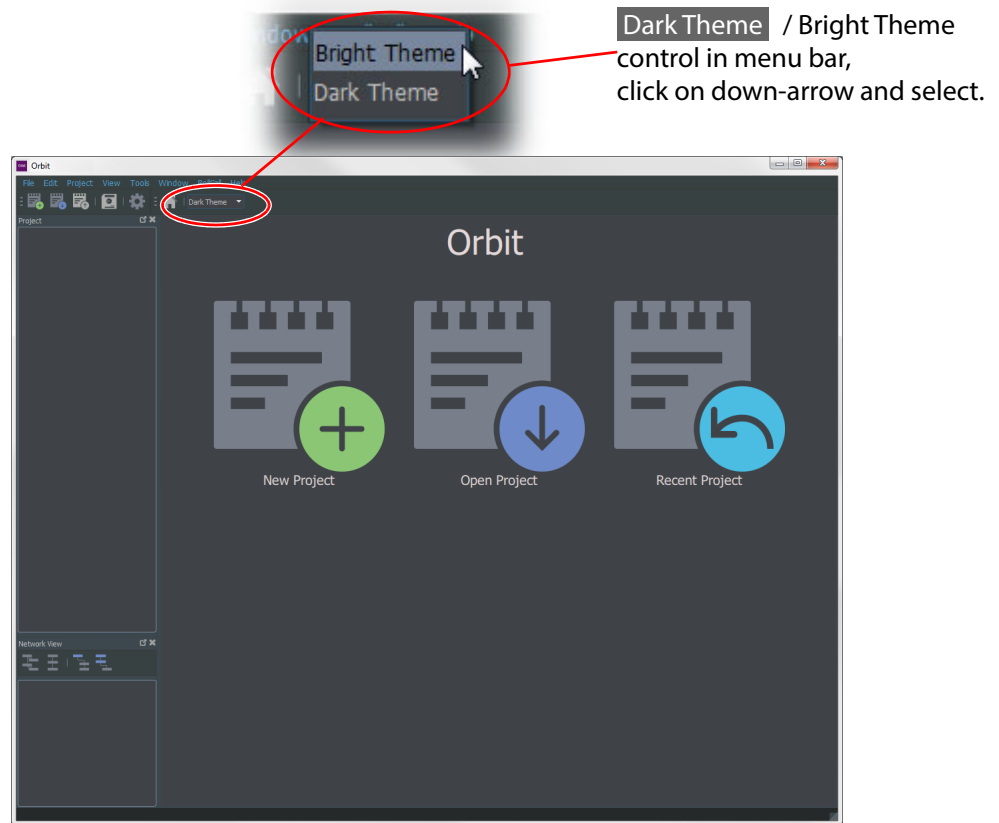 Dark Theme / Bright Theme
control in menu bar,
click on down-arrow and select.
Bright Theme
Dark Theme
Orbit
File Edit Project View Tools Window Help
Dark Theme
Project
Orbit
New Project
Open Project
Recent Project
Network View